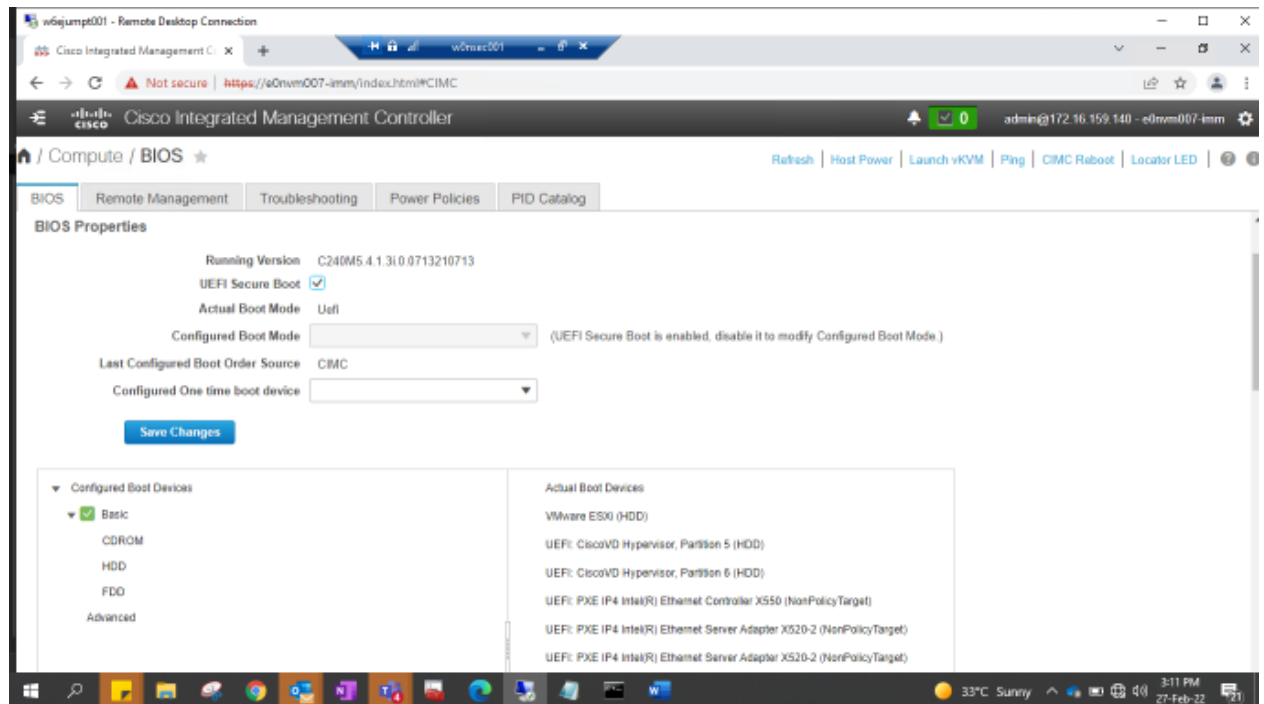 w6ejumpt001 - Remote Desktop Connection
Cisco Integrated Management C
w0rnsec001
Not secure | https://e0nvm007-imm/index.html#CIMC
cisco Cisco Integrated Management Controller
0 admin@172.16.159.140 - e0nvm007-imm
/ Compute / BIOS
Refresh | Host Power | Launch vKVM | Ping | CIMC Reboot | Locator LED |
BIOS Remote Management Troubleshooting Power Policies PID Catalog
BIOS Properties
Running Version C240M5.4.1.3i.0.0713210713
UEFI Secure Boot
Actual Boot Mode Uefi
Configured Boot Mode (UEFI Secure Boot is enabled, disable it to modify Configured Boot Mode.)
Last Configured Boot Order Source CIMC
Configured One time boot device
Save Changes
Configured Boot Devices
Basic
CDROM
HDD
FDD
Advanced
Actual Boot Devices
VMware ESXi (HDD)
UEFI: CiscoVD Hypervisor, Partition 5 (HDD)
UEFI: CiscoVD Hypervisor, Partition 6 (HDD)
UEFI: PXE IP4 Intel(R) Ethernet Controller X550 (NonPolicyTarget)
UEFI: PXE IP4 Intel(R) Ethernet Server Adapter X520-2 (NonPolicyTarget)
UEFI: PXE IP4 Intel(R) Ethernet Server Adapter X520-2 (NonPolicyTarget)
33°C Sunny
3:11 PM
27-Feb-22
21